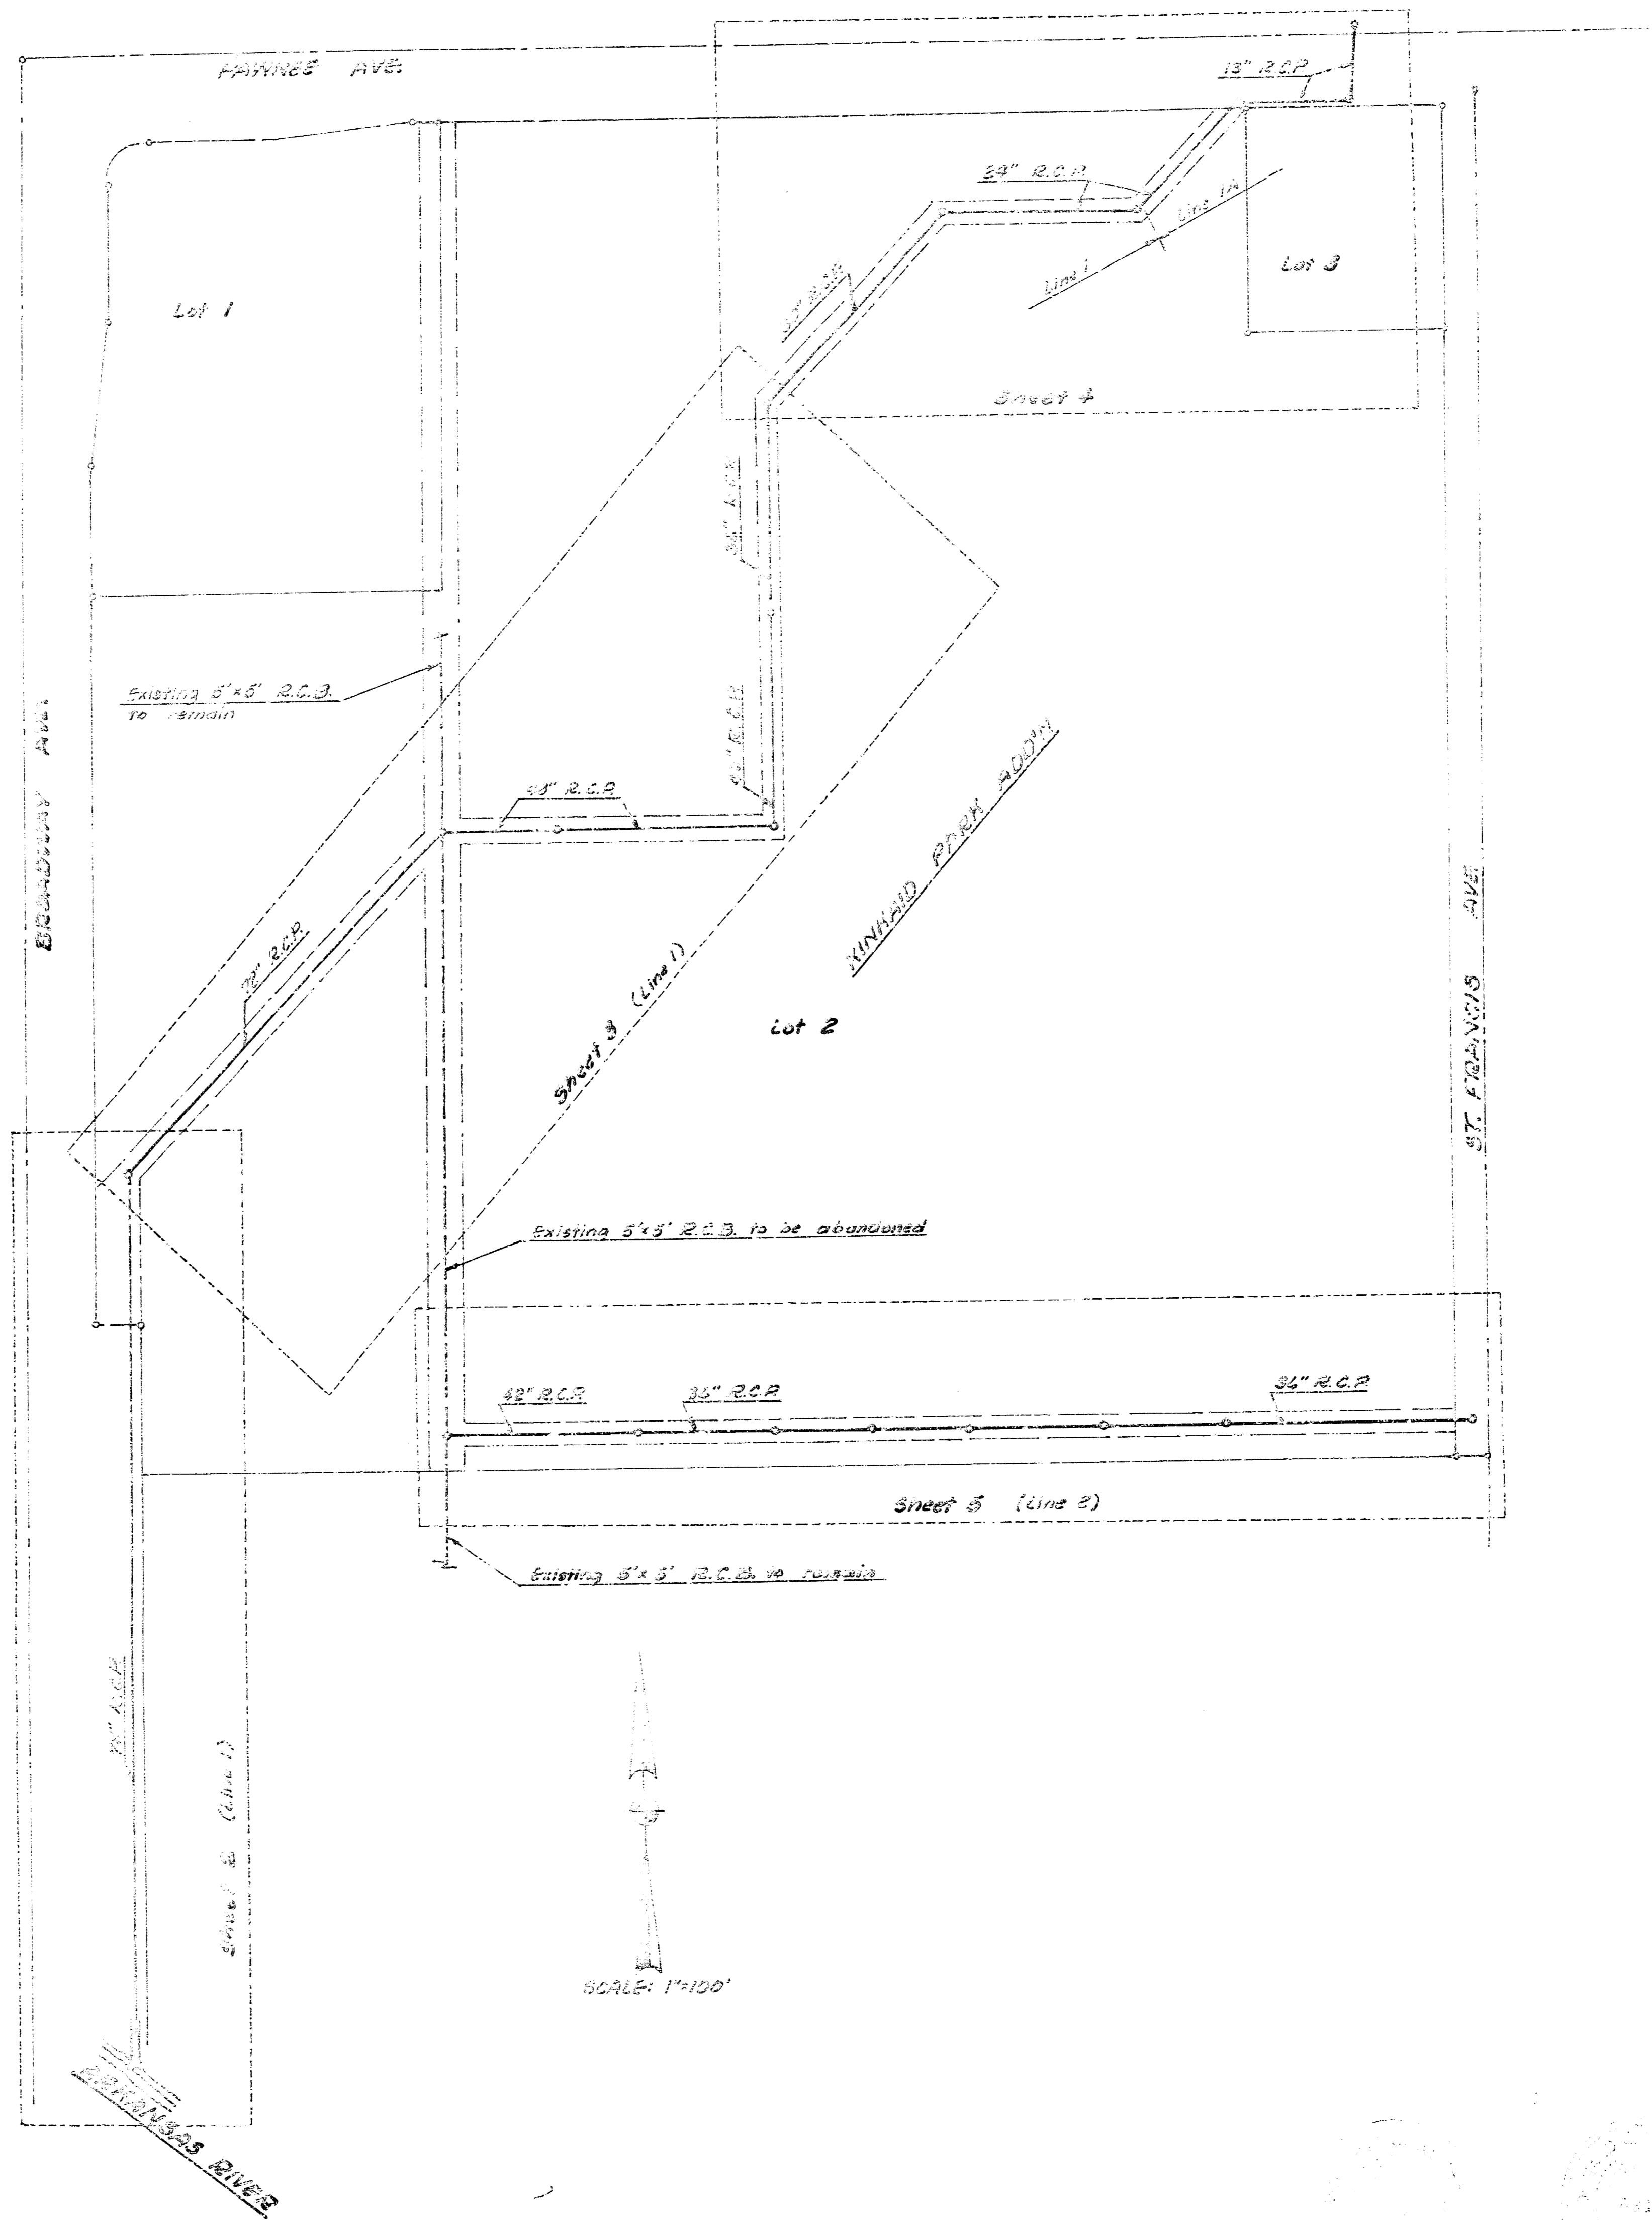 PAWNEE AVE.
18" R.C.P.
24" R.C.P.
Line 1A
Line 1
Lot 3
Lot 1
R.C.P.
Sheet 4
36" R.C.P.
Existing 5'x5' R.C.B.
to remain
BROADWAY AVE.
R.C.P.
48" R.C.P.
KINKAID PARK ADD'N
72" R.C.P.
Sheet 3 (Line 1)
Lot 2
ST. FRANCIS AVE
Existing 5'x5' R.C.B. to be abandoned
42" R.C.P.
36" R.C.P.
36" R.C.P.
Sheet 5 (Line 2)
Existing 5'x5' R.C.B. to remain
R.C.P.
Sheet 2 (Line 1)
SCALE: 1"=100'
ARKANSAS RIVER